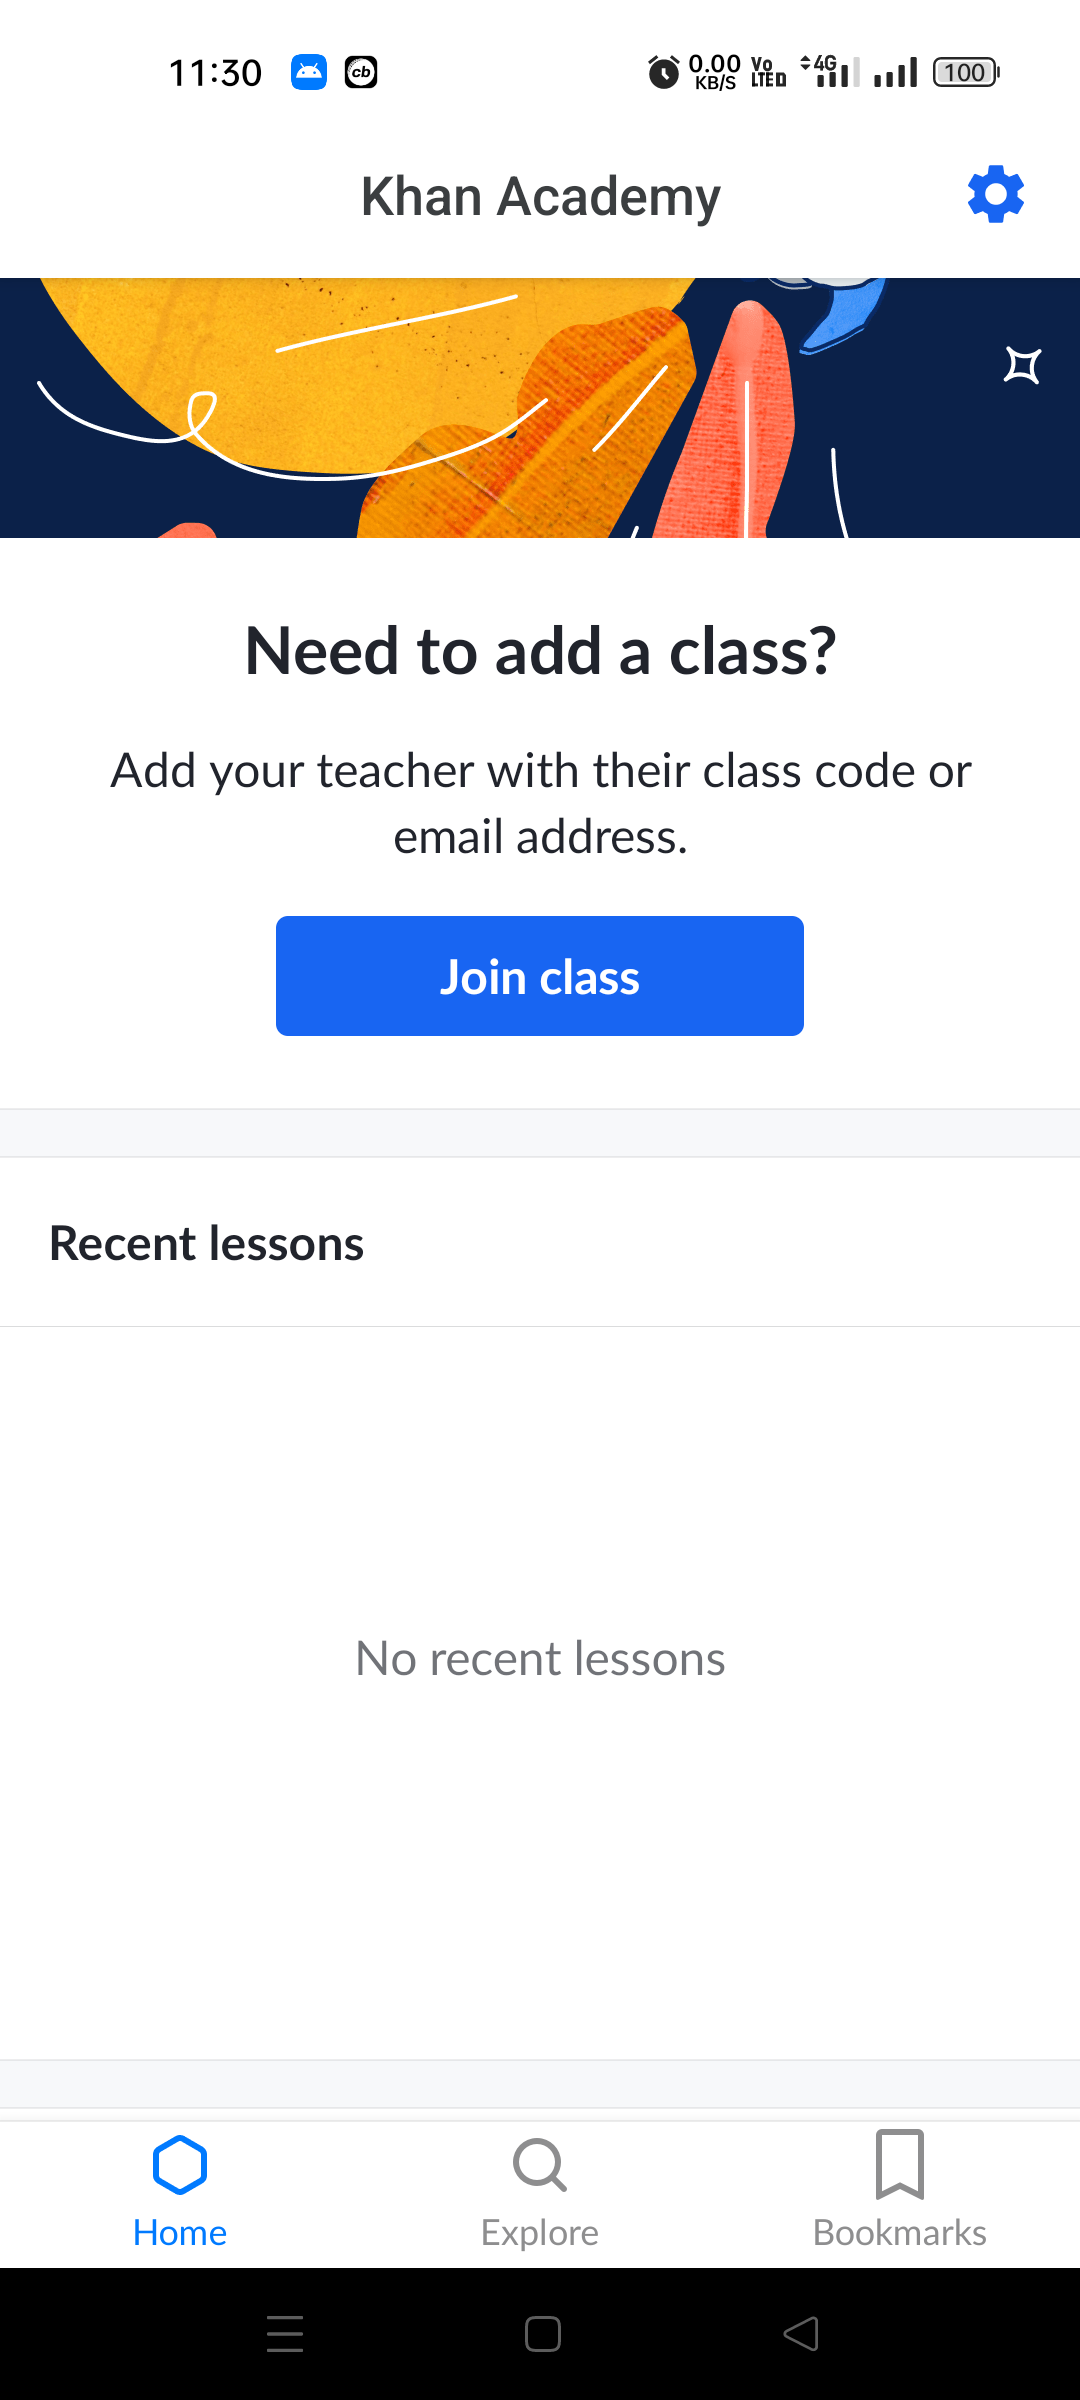 11:30 cb 0.00 KB/S Vo LTE D 4G 100
Khan Academy
Need to add a class?
Add your teacher with their class code or
email address.
Join class
Recent lessons
No recent lessons
Home Explore Bookmarks